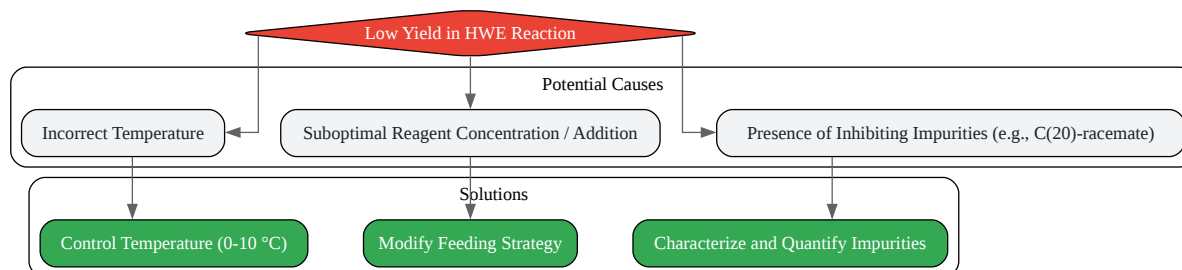 Low Yield in HWE Reaction
Potential Causes
Incorrect Temperature
Suboptimal Reagent Concentration / Addition
Presence of Inhibiting Impurities (e.g., C(20)-racemate)
Solutions
Control Temperature (0-10 °C)
Modify Feeding Strategy
Characterize and Quantify Impurities